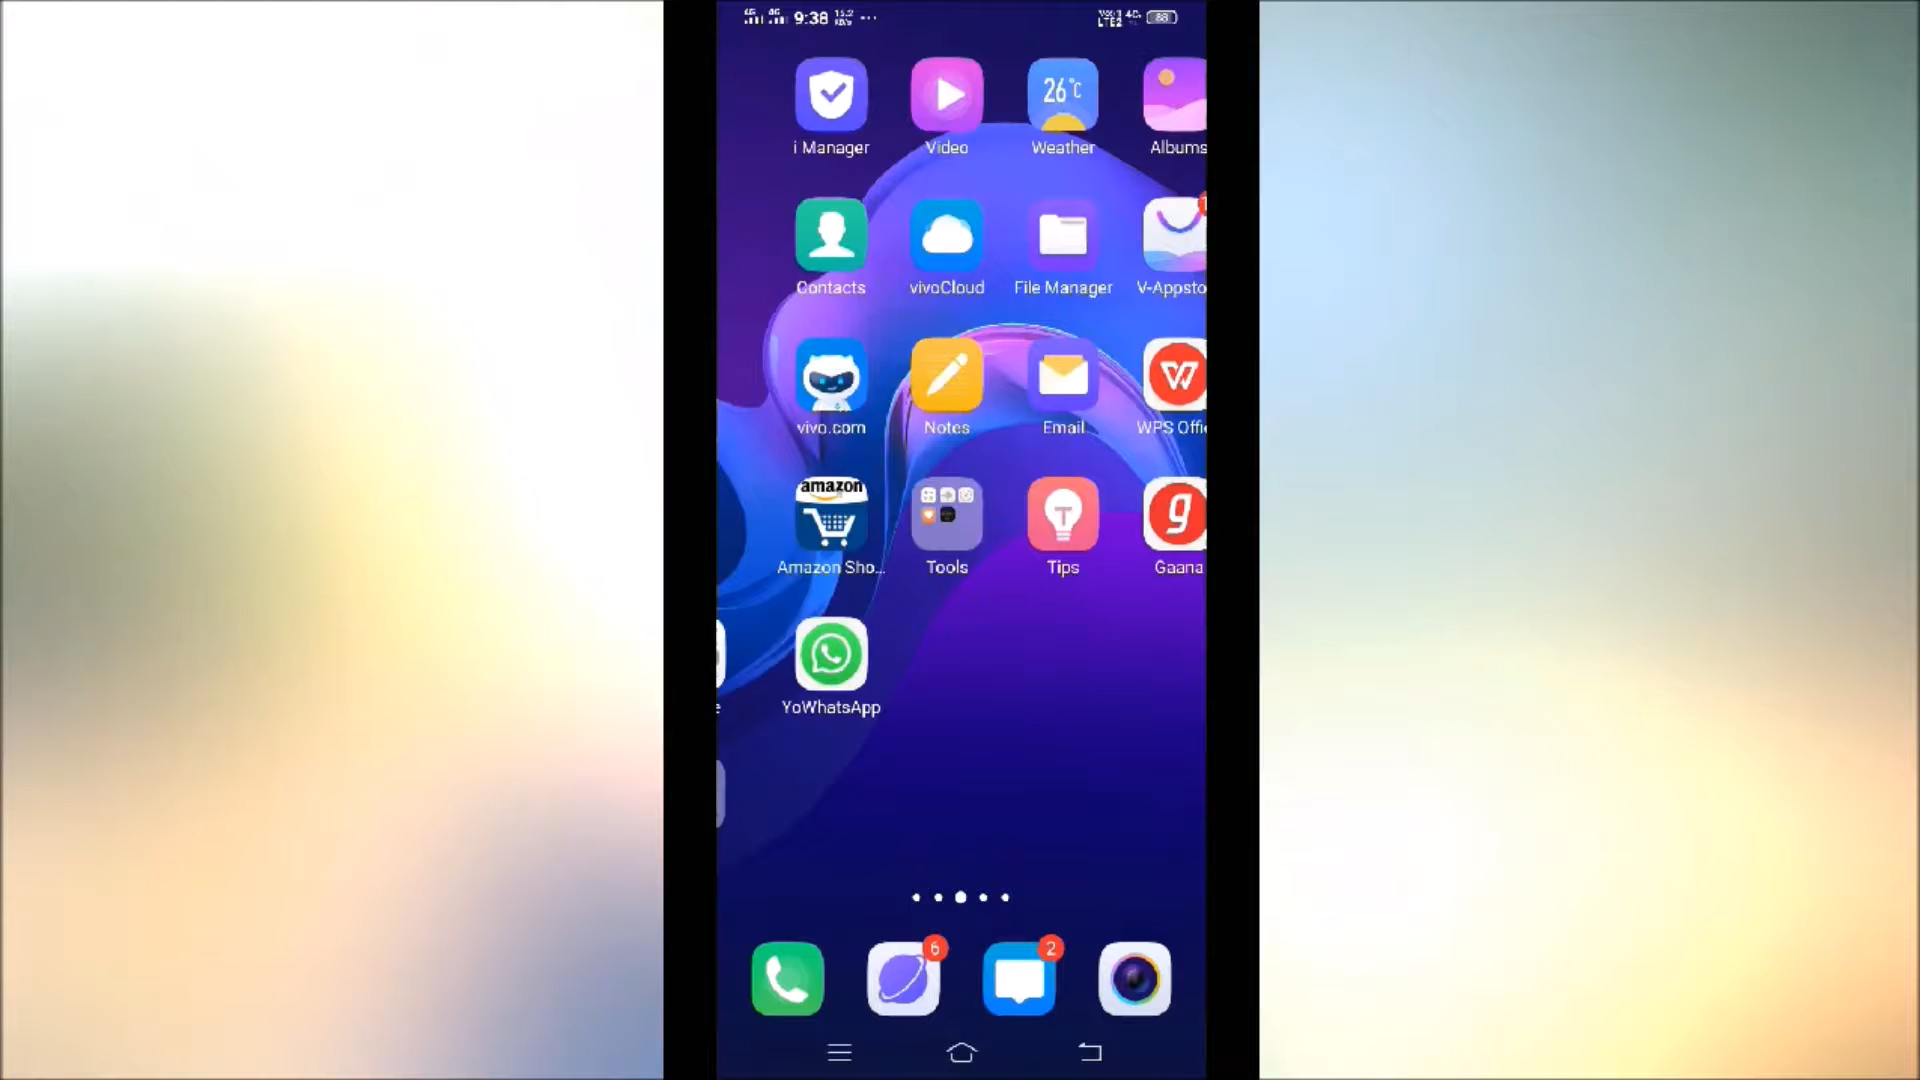 9:38
88
26°C
i Manager Video Weather Albums
Contacts vivoCloud File Manager V-Appsto
vivo.com Notes Email WPS Offi
amazon
T
g
Amazon Sho... Tools Tips Gaana
YoWhatsApp
e
6 2